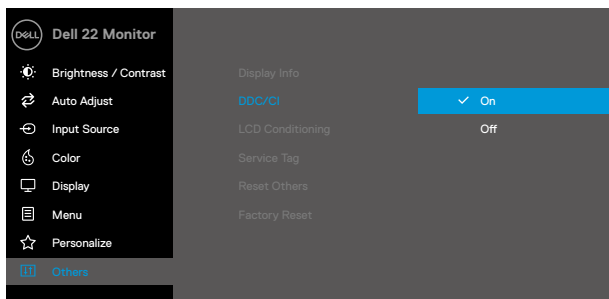 DELL Dell 22 Monitor
Brightness / Contrast
Auto Adjust
Input Source
Color
Display
Menu
Personalize
Others
Display Info
DDC/CI
LCD Conditioning
Service Tag
Reset Others
Factory Reset
On
Off